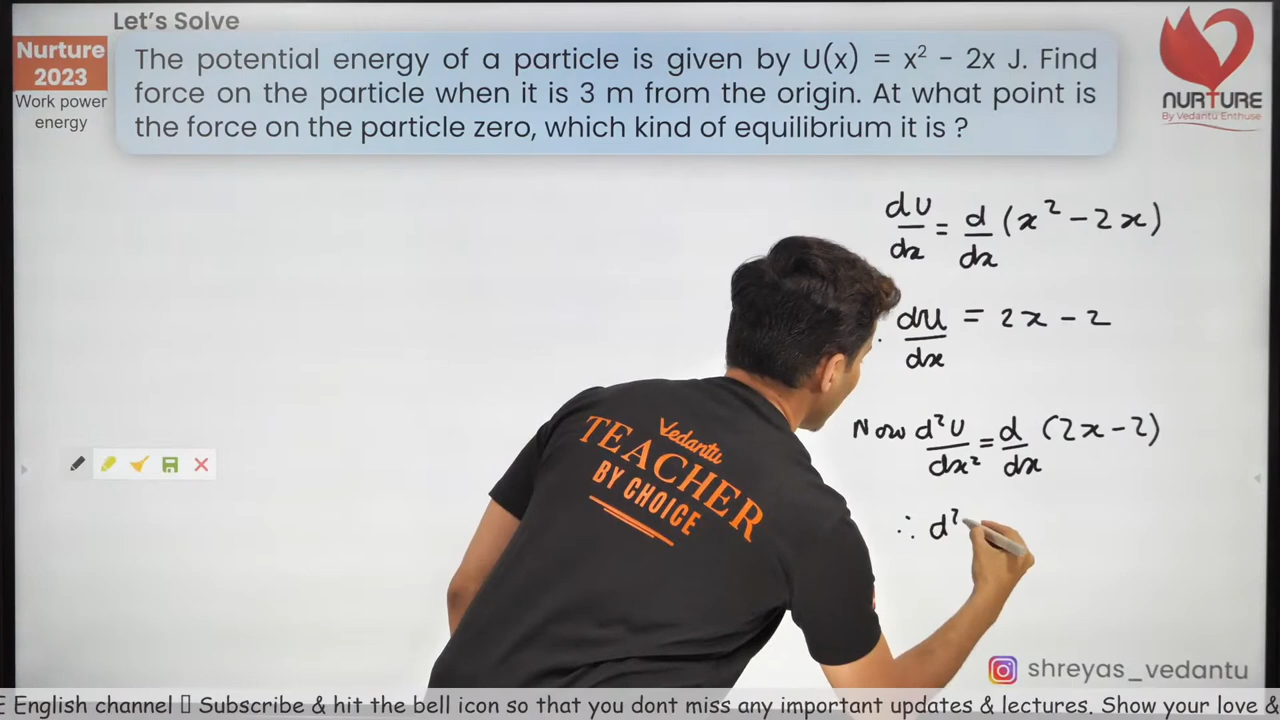 Let's Solve
Nurture
2023
Work power
energy
The potential energy of a particle is given by U(x) = x² - 2x J. Find
force on the particle when it is 3 m from the origin. At what point is
the force on the particle zero, which kind of equilibrium it is ?
NURTURE
By Vedantu Enthuse
dU/dx = d/dx (x² - 2x)
du/dx = 2x - 2
Now d²U/dx² = d/dx (2x - 2)
∴ d²
Vedantu
TEACHER
BY CHOICE
shreyas_vedantu
E English channel ▯ Subscribe & hit the bell icon so that you dont miss any important updates & lectures. Show your love &